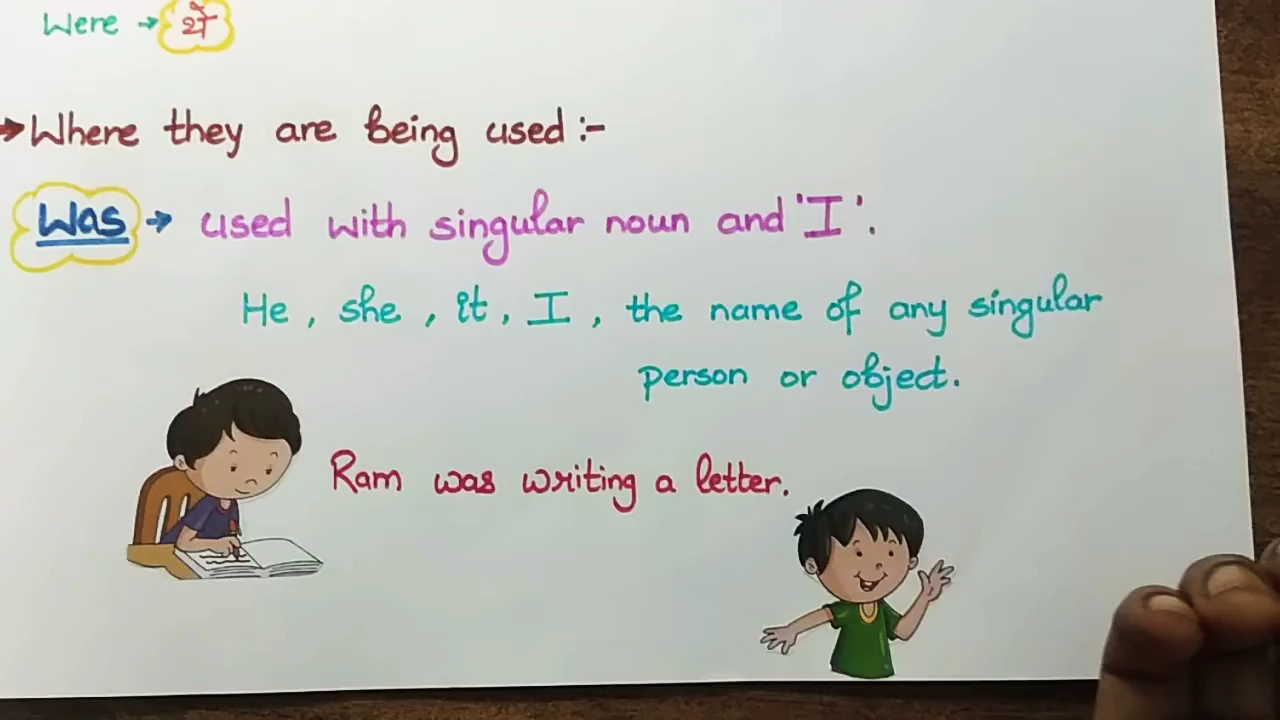 Were → थे
→ Where they are being used :-
Was → used with singular noun and 'I'.
He, she, it, I, the name of any singular
person or object.
Ram was writing a letter.